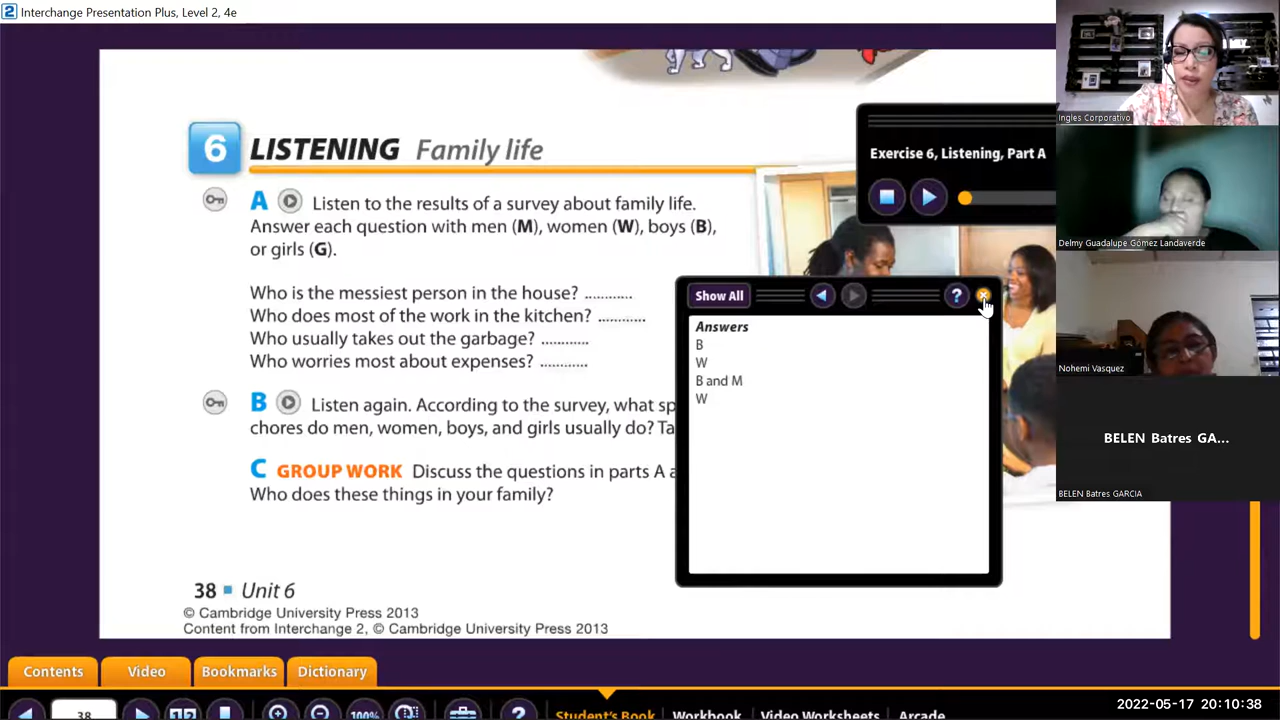 2 Interchange Presentation Plus, Level 2, 4e
6 LISTENING Family life
A Listen to the results of a survey about family life.
Answer each question with men (M), women (W), boys (B),
or girls (G).
Who is the messiest person in the house? ............
Who does most of the work in the kitchen? ............
Who usually takes out the garbage? ............
Who worries most about expenses? ............
B Listen again. According to the survey, what
chores do men, women, boys, and girls usually do?
C GROUP WORK Discuss the questions in parts A
Who does these things in your family?
38 Unit 6
© Cambridge University Press 2013
Content from Interchange 2, © Cambridge University Press 2013
Exercise 6, Listening, Part A
Show All ?
Answers
B
W
B and M
W
Ingles Corporativo
Delmy Guadalupe Gómez Landaverde
Nohemi Vasquez
BELEN Batres GA...
BELEN Batres GARCIA
Contents Video Bookmarks Dictionary
38 100% ? Student's Book Workbook Video Worksheets Arcade
2022-05-17 20:10:38